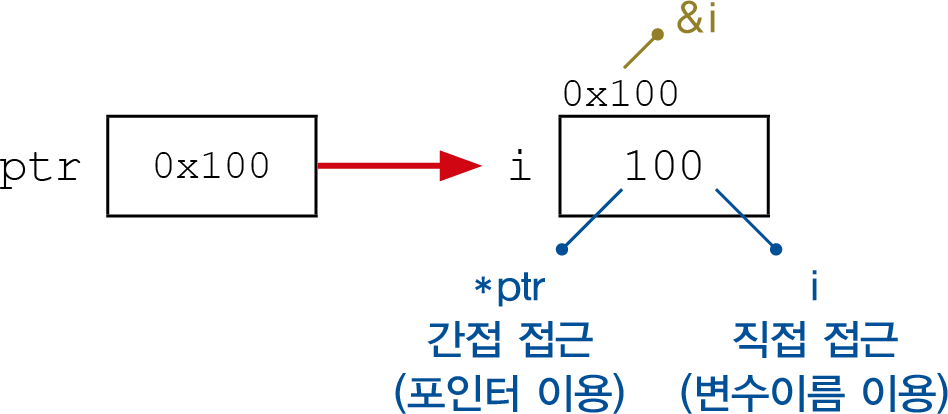 &i
0x100
ptr 0x100 i 100
*ptr i
간접 접근 직접 접근
(포인터 이용) (변수이름 이용)